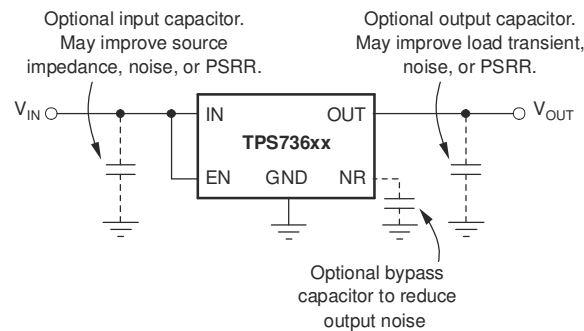 Optional input capacitor.
May improve source
impedance, noise, or PSRR.
Optional output capacitor.
May improve load transient,
noise, or PSRR.
VIN
IN
OUT
VOUT
TPS736xx
EN
GND
NR
Optional bypass
capacitor to reduce
output noise